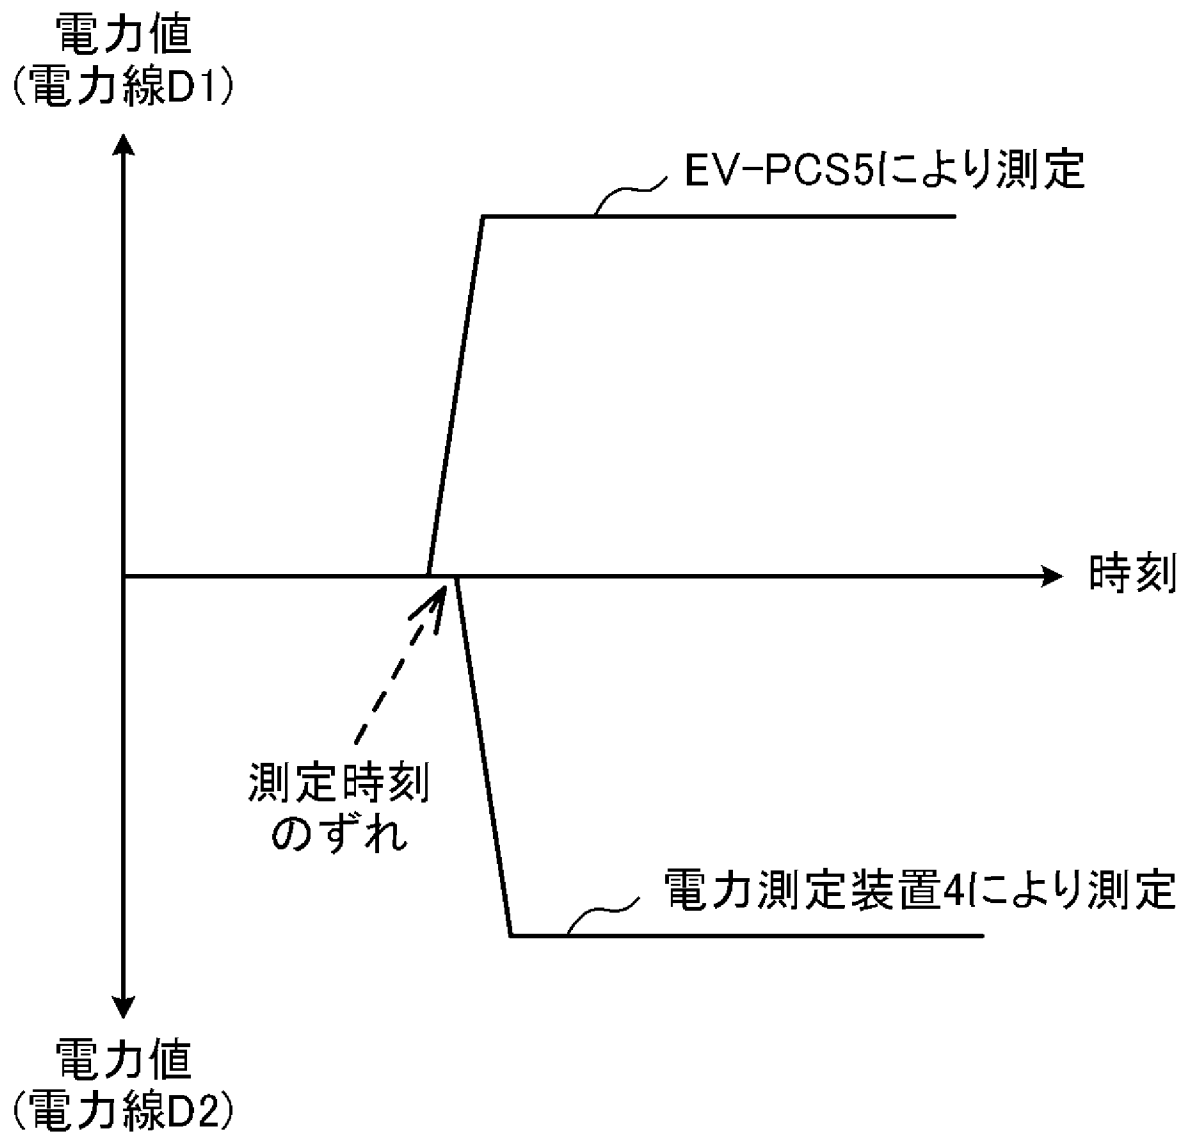 電力値
(電力線D1)
EV-PCS5により測定
時刻
測定時刻
のずれ
電力測定装置4により測定
電力値
(電力線D2)